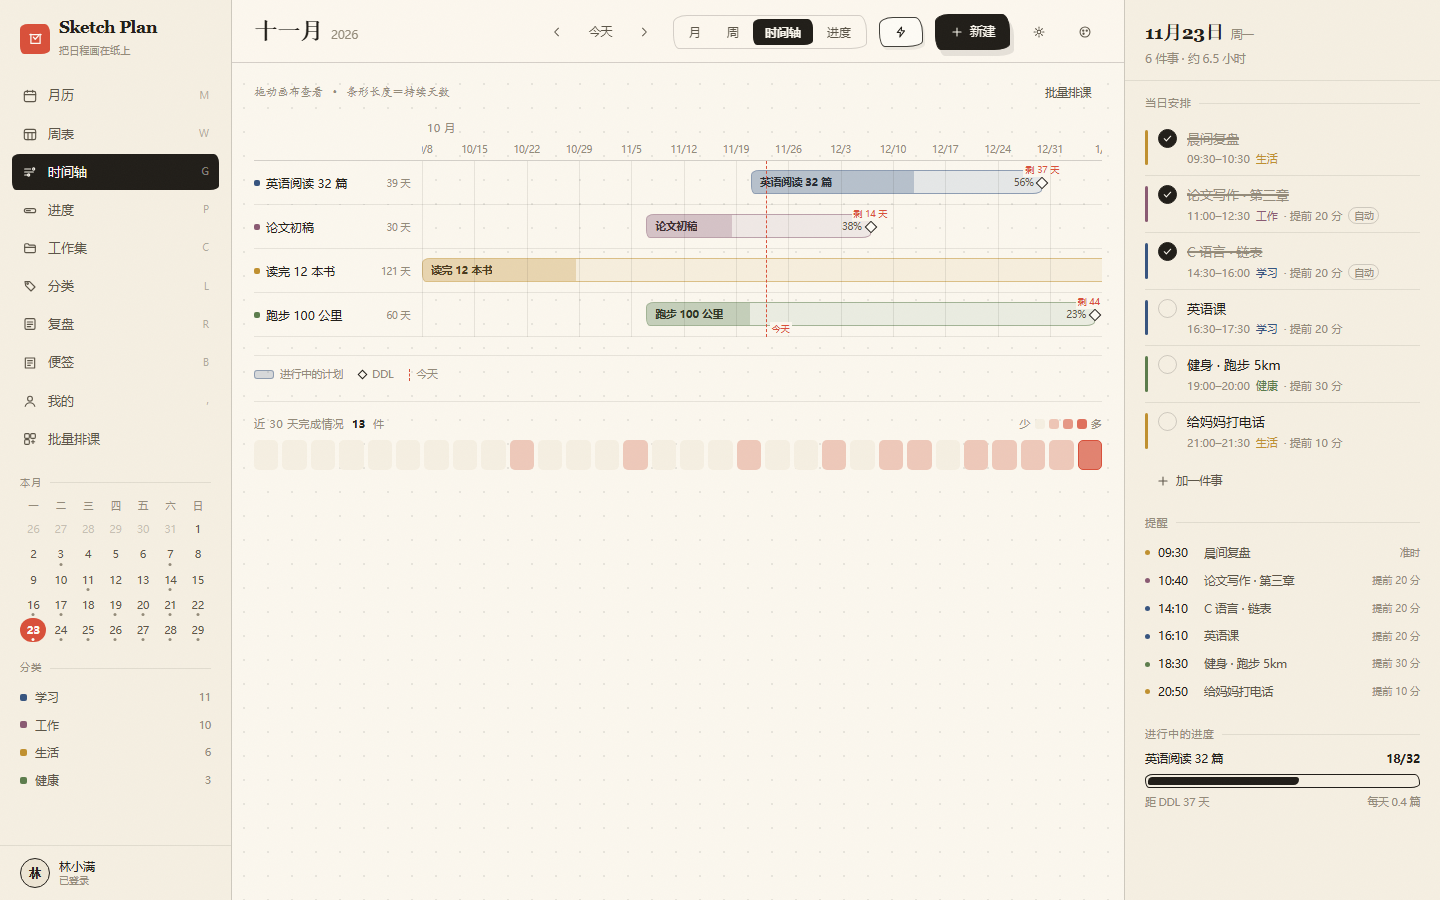 Sketch Plan
把日程画在纸上
月历 M
周表 W
时间轴 G
进度 P
工作集 C
分类 L
复盘 R
便签 B
我的 ,
批量排课
本月
一 二 三 四 五 六 日
26 27 28 29 30 31 1
2 3 4 5 6 7 8
9 10 11 12 13 14 15
16 17 18 19 20 21 22
23 24 25 26 27 28 29
分类
学习 11
工作 10
生活 6
健康 3
林 林小满
已登录
十一月 2026
今天
月 周 时间轴 进度
+ 新建
拖动画布查看 • 条形长度=持续天数
批量排课
10 月
/8 10/15 10/22 10/29 11/5 11/12 11/19 11/26 12/3 12/10 12/17 12/24 12/31 1/
剩 37 天
英语阅读 32 篇 39 天 英语阅读 32 篇 56%
剩 14 天
论文初稿 30 天 论文初稿 38%
读完 12 本书 121 天 读完 12 本书
剩 44
跑步 100 公里 60 天 跑步 100 公里 23%
今天
进行中的计划 DDL 今天
近 30 天完成情况 13 件
少 多
11月23日 周一
6 件事 · 约 6.5 小时
当日安排
晨间复盘
09:30–10:30 生活
论文写作 · 第三章
11:00–12:30 工作 · 提前 20 分 自动
C 语言 · 链表
14:30–16:00 学习 · 提前 20 分 自动
英语课
16:30–17:30 学习 · 提前 20 分
健身 · 跑步 5km
19:00–20:00 健康 · 提前 30 分
给妈妈打电话
21:00–21:30 生活 · 提前 10 分
+ 加一件事
提醒
09:30 晨间复盘 准时
10:40 论文写作 · 第三章 提前 20 分
14:10 C 语言 · 链表 提前 20 分
16:10 英语课 提前 20 分
18:30 健身 · 跑步 5km 提前 30 分
20:50 给妈妈打电话 提前 10 分
进行中的进度
英语阅读 32 篇 18/32
距 DDL 37 天 每天 0.4 篇